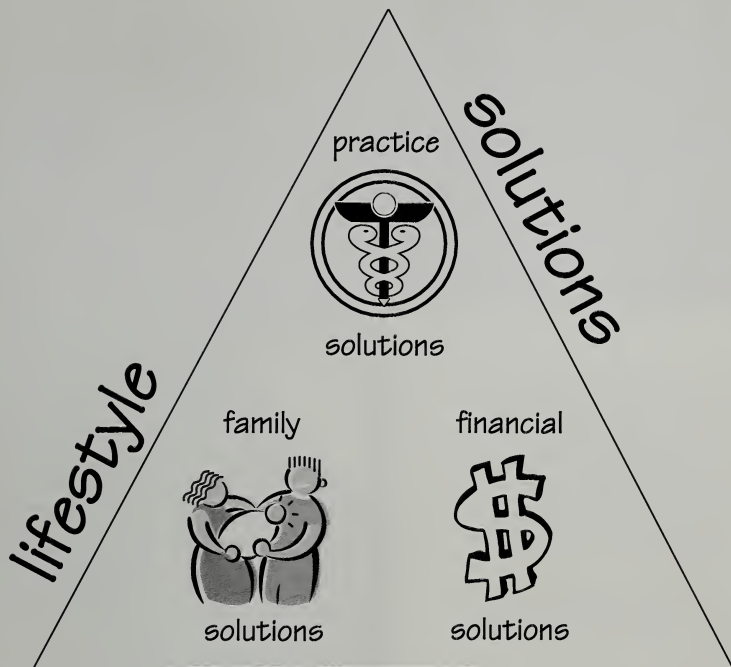 lifestyle
solutions
practice
solutions
family
solutions
financial
solutions